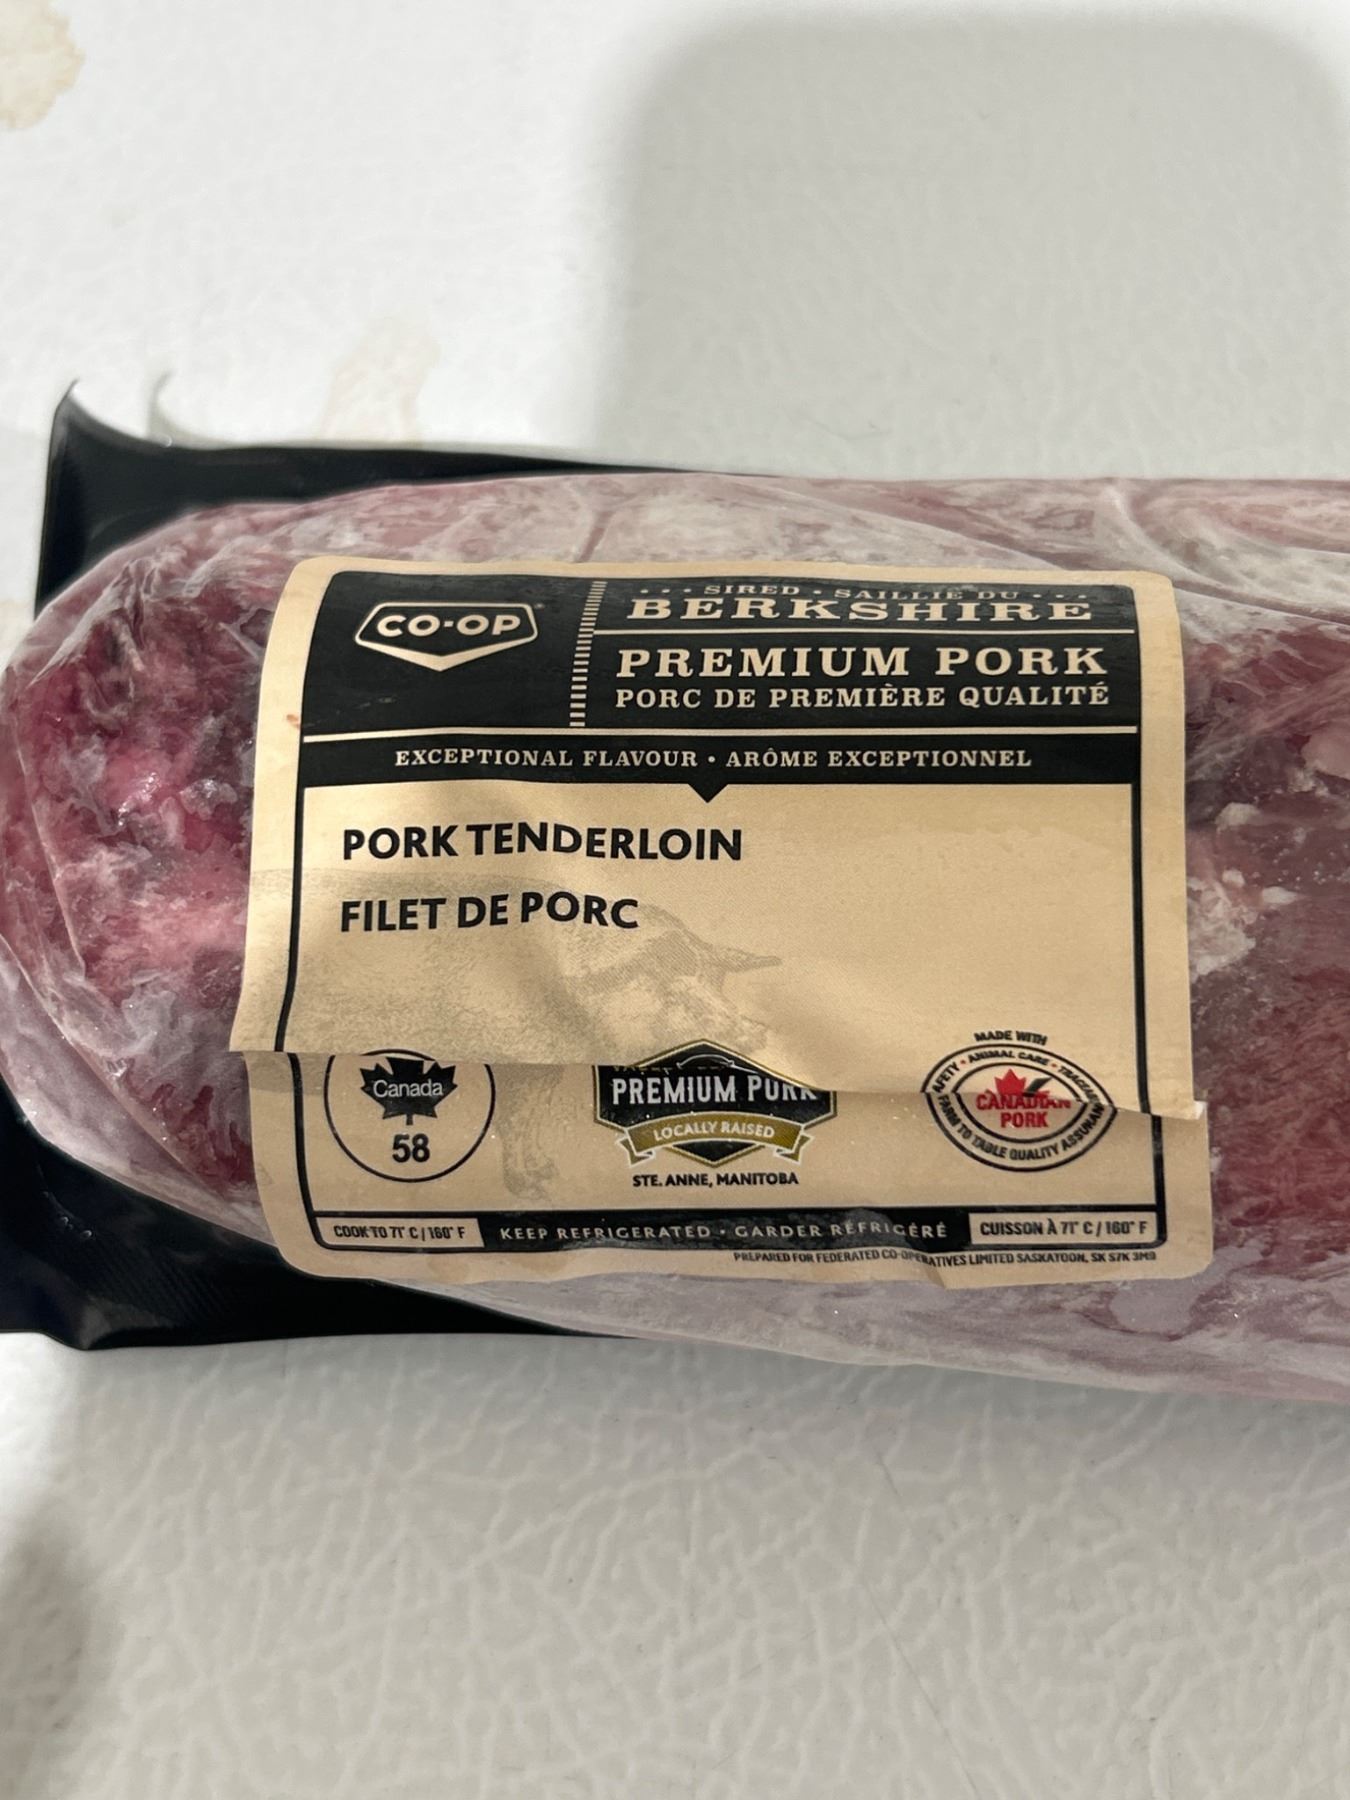 CO-OP
SIRED · SAILLIE DU
BERKSHIRE
PREMIUM PORK
PORC DE PREMIÈRE QUALITÉ
EXCEPTIONAL FLAVOUR · ARÔME EXCEPTIONNEL
PORK TENDERLOIN
FILET DE PORC
Canada
58
PREMIUM PORK
LOCALLY RAISED
STE. ANNE, MANITOBA
MADE WITH
ANIMAL CARE
CANADIAN
PORK
FARM TO TABLE QUALITY
COOK TO 71° C / 160° F
KEEP REFRIGERATED · GARDER RÉFRIGÉRÉ
CUISSON À 71° C / 160° F
PREPARED FOR FEDERATED CO-OPERATIVES LIMITED SASKATOON, SK S7K 3M9